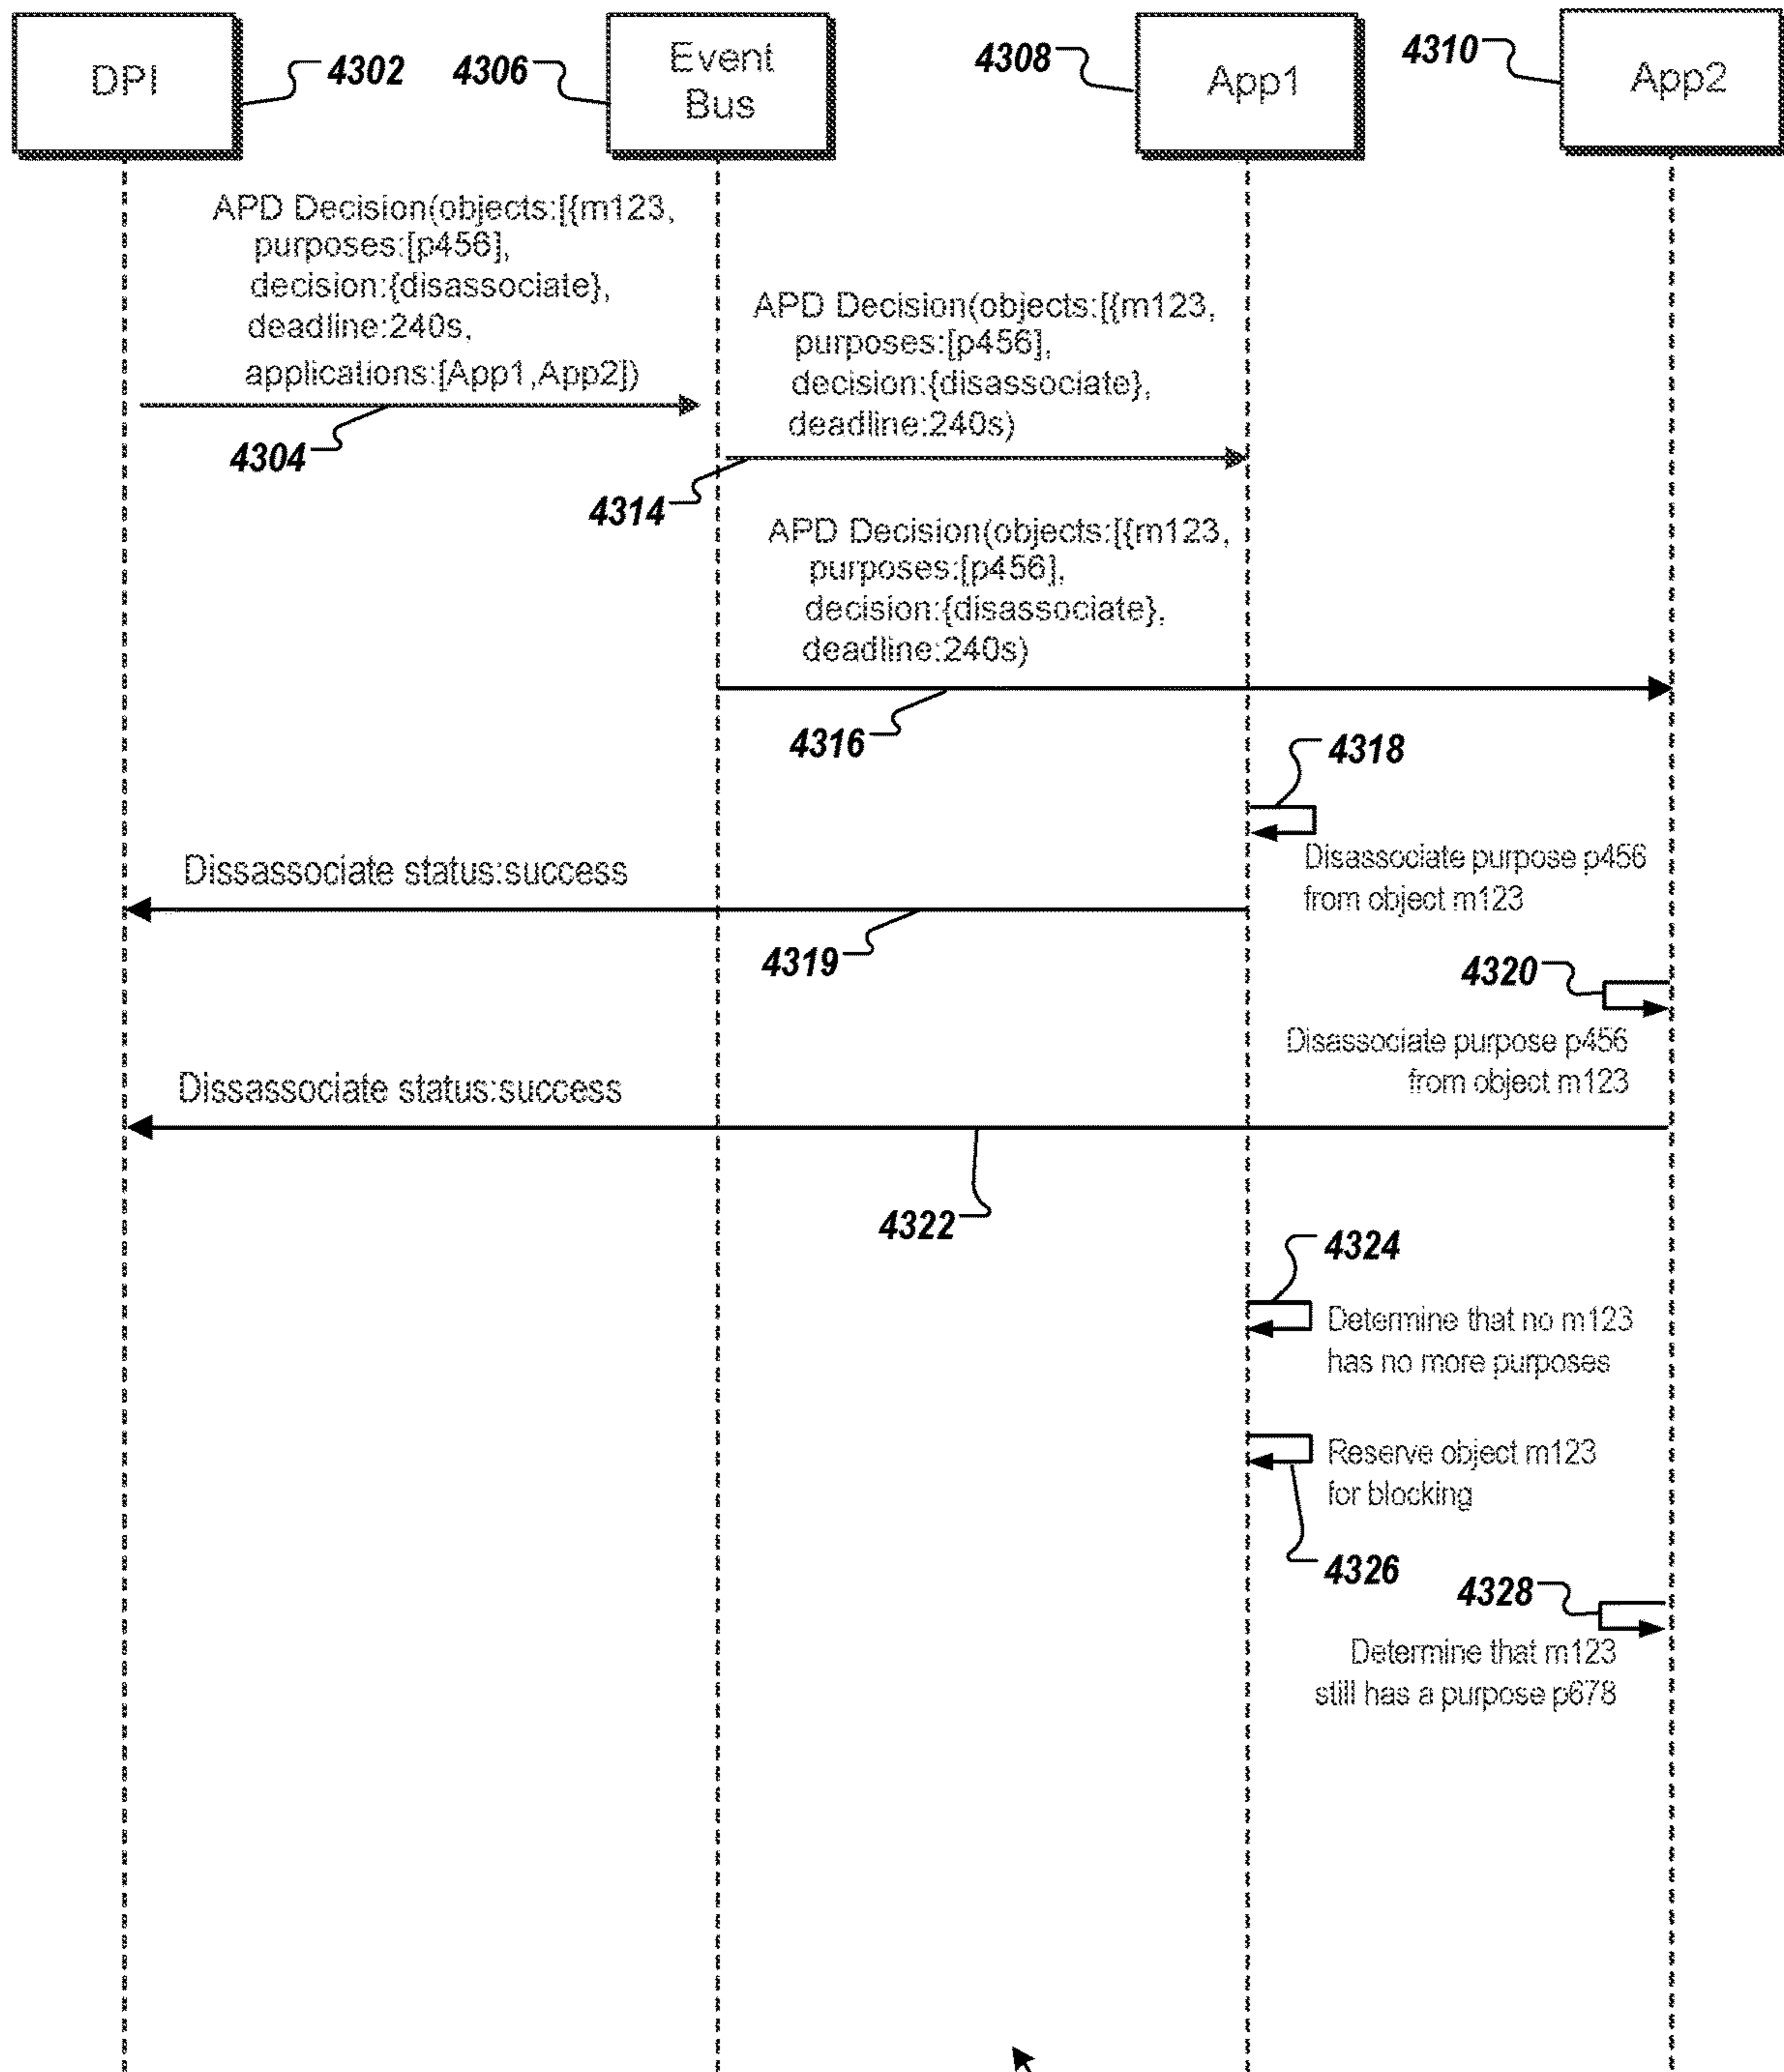 DPI
4302
4306
Event
Bus
4308
App1
4310
App2
APD Decision(objects:[{m123,
purposes:[p456],
decision:{disassociate},
deadline:240s,
applications:[App1,App2])
4304
APD Decision(objects:[{m123,
purposes:[p456],
decision:{disassociate},
deadline:240s)
4314
APD Decision(objects:[{m123,
purposes:[p456],
decision:{disassociate},
deadline:240s)
4316
4318
Disassociate purpose p456
from object m123
Dissassociate status:success
4319
4320
Disassociate purpose p456
from object m123
Dissassociate status:success
4322
4324
Determine that no m123
has no more purposes
Reserve object m123
for blocking
4326
4328
Determine that m123
still has a purpose p678